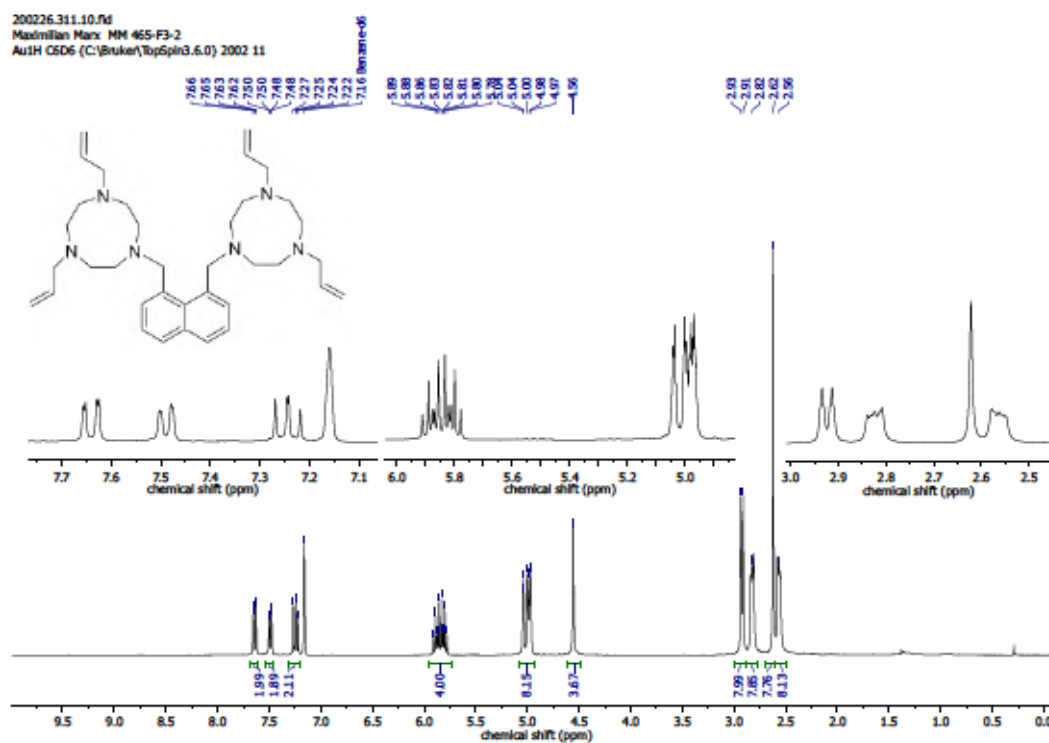 200226.311.10.fid
Maximilian Marx MM 465-F3-2
Au1H C6D6 {C:\Bruker\TopSpin3.6.0} 2002 11
7.66 7.65 7.63 7.62 7.50 7.50 7.48 7.48 7.27 7.25 7.24 7.22 7.16 Benzene-d6 5.89 5.88 5.86 5.83 5.82 5.81 5.80 5.78 5.04 5.04 5.00 4.98 4.97 4.56 2.93 2.91 2.82 2.62 2.56
N N
N N N N
7.7 7.6 7.5 7.4 7.3 7.2 7.1 6.0 5.8 5.6 5.4 5.2 5.0 3.0 2.9 2.8 2.7 2.6 2.5
chemical shift (ppm) chemical shift (ppm) chemical shift (ppm)
1.99 1.89 2.11 4.00 8.15 3.67 7.99 7.85 7.76 8.13
9.5 9.0 8.5 8.0 7.5 7.0 6.5 6.0 5.5 5.0 4.5 4.0 3.5 3.0 2.5 2.0 1.5 1.0 0.5 0.0
chemical shift (ppm)